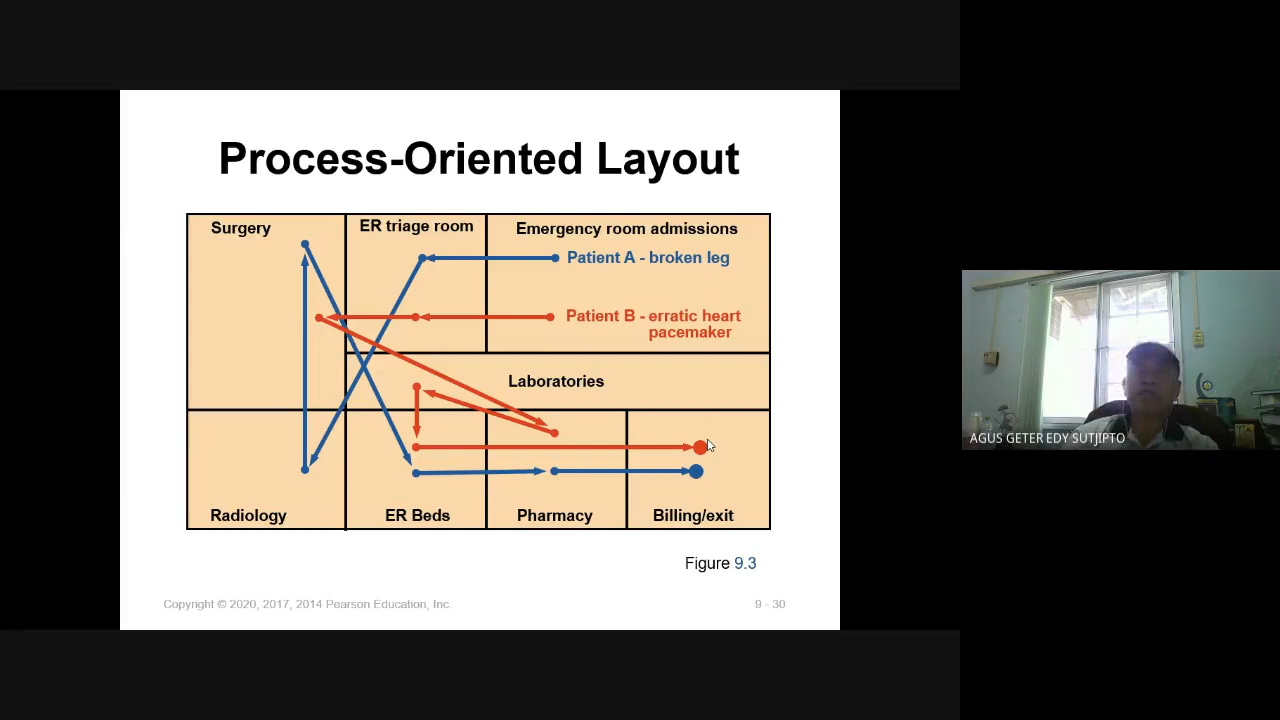 Process-Oriented Layout
Surgery
ER triage room
Emergency room admissions
Patient A - broken leg
Patient B - erratic heart
pacemaker
Laboratories
Radiology
ER Beds
Pharmacy
Billing/exit
Figure 9.3
Copyright © 2020, 2017, 2014 Pearson Education, Inc.
9 - 30
AGUS GETER EDY SUTJIPTO